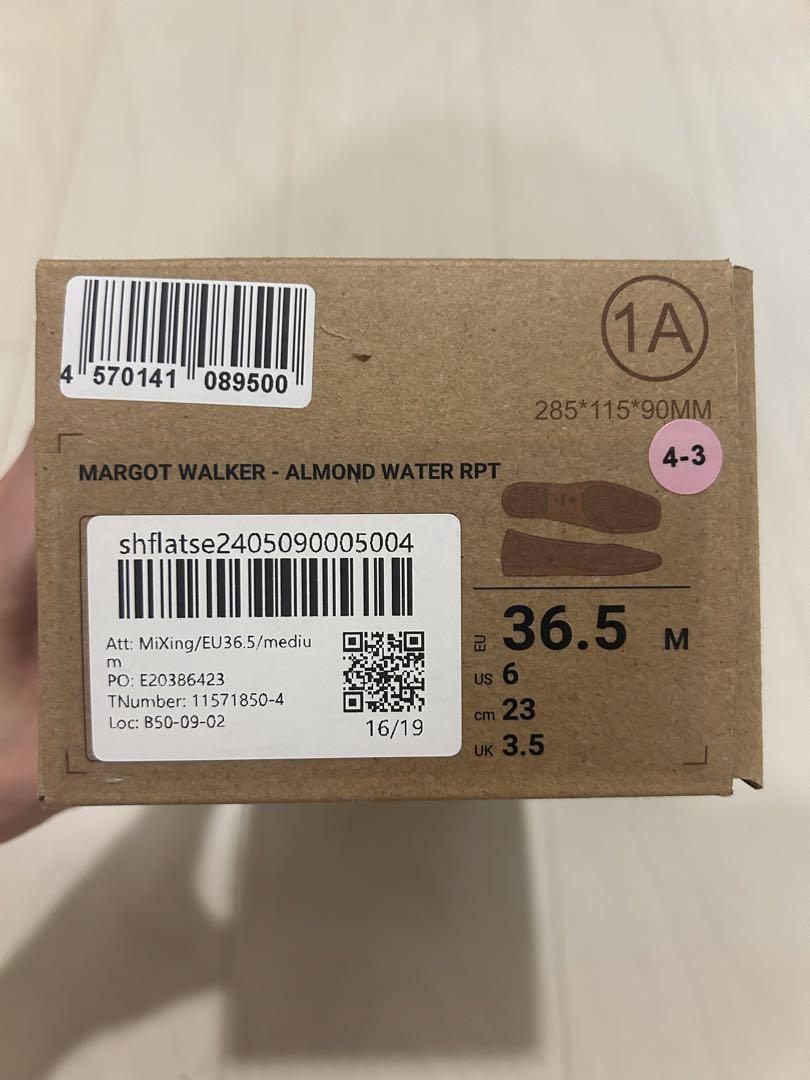 4 570141 089500
1A
285*115*90MM
4-3
MARGOT WALKER - ALMOND WATER RPT
shflatse2405090005004
Att: MiXing/EU36.5/mediu
m
PO: E20386423
TNumber: 11571850-4
Loc: B50-09-02
16/19
EU 36.5 M
US 6
cm 23
UK 3.5